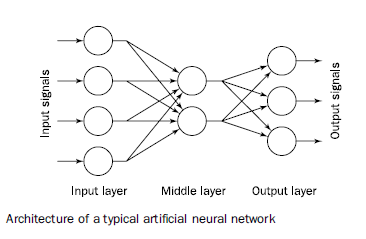 Input signals
Output signals
Input layer
Middle layer
Output layer
Architecture of a typical artificial neural network